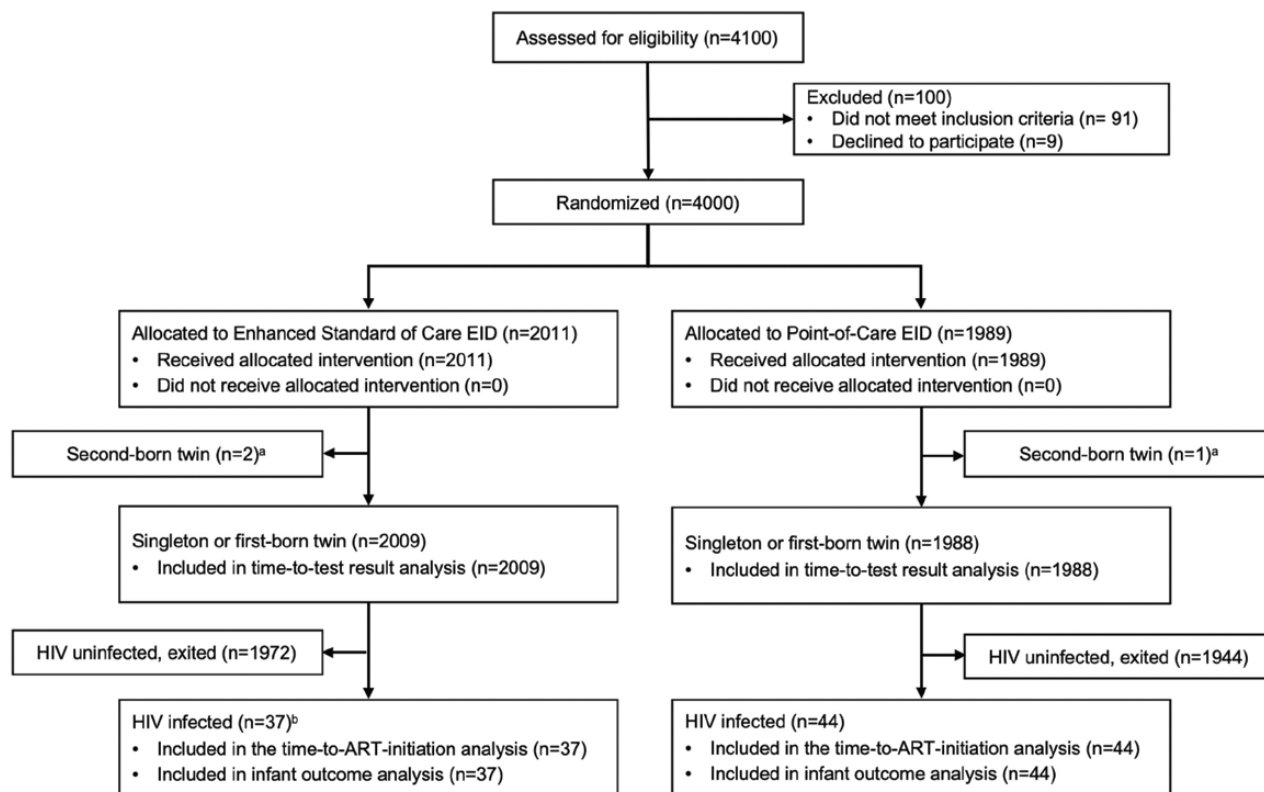 Assessed for eligibility (n=4100)
Excluded (n=100)
• Did not meet inclusion criteria (n= 91)
• Declined to participate (n=9)
Randomized (n=4000)
Allocated to Enhanced Standard of Care EID (n=2011)
• Received allocated intervention (n=2011)
• Did not receive allocated intervention (n=0)
Allocated to Point-of-Care EID (n=1989)
• Received allocated intervention (n=1989)
• Did not receive allocated intervention (n=0)
Second-born twin (n=2)ᵃ
Second-born twin (n=1)ᵃ
Singleton or first-born twin (n=2009)
• Included in time-to-test result analysis (n=2009)
Singleton or first-born twin (n=1988)
• Included in time-to-test result analysis (n=1988)
HIV uninfected, exited (n=1972)
HIV uninfected, exited (n=1944)
HIV infected (n=37)ᵇ
• Included in the time-to-ART-initiation analysis (n=37)
• Included in infant outcome analysis (n=37)
HIV infected (n=44)
• Included in the time-to-ART-initiation analysis (n=44)
• Included in infant outcome analysis (n=44)